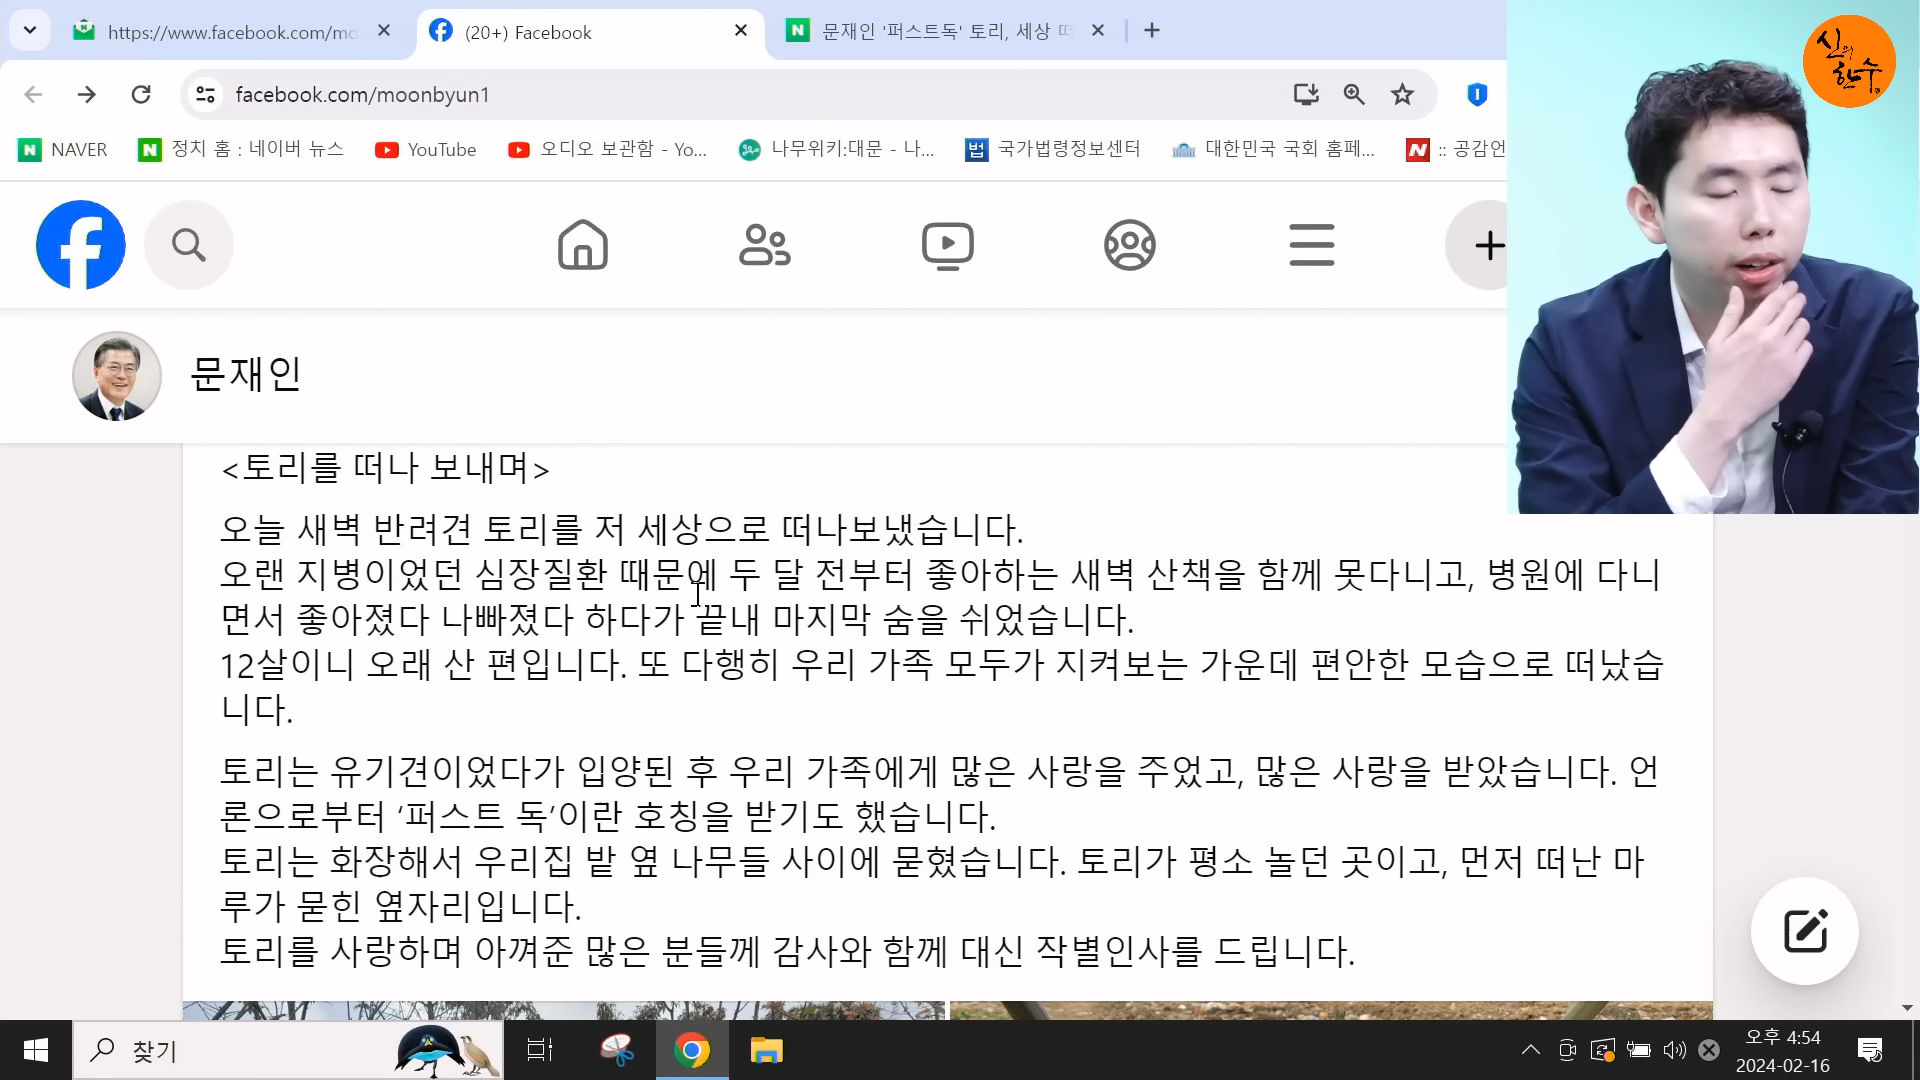 https://www.facebook.com/mo
(20+) Facebook
문재인 '퍼스트독' 토리, 세상
facebook.com/moonbyun1
NAVER
정치 홈 : 네이버 뉴스
YouTube
오디오 보관함 - Yo...
나무위키:대문 - 나...
법
국가법령정보센터
대한민국 국회 홈페...
:: 공감언
신의
한수
문재인
<토리를 떠나 보내며>
오늘 새벽 반려견 토리를 저 세상으로 떠나보냈습니다.
오랜 지병이었던 심장질환 때문에 두 달 전부터 좋아하는 새벽 산책을 함께 못다니고, 병원에 다니
면서 좋아졌다 나빠졌다 하다가 끝내 마지막 숨을 쉬었습니다.
12살이니 오래 산 편입니다. 또 다행히 우리 가족 모두가 지켜보는 가운데 편안한 모습으로 떠났습
니다.
토리는 유기견이었다가 입양된 후 우리 가족에게 많은 사랑을 주었고, 많은 사랑을 받았습니다. 언
론으로부터 ‘퍼스트 독’이란 호칭을 받기도 했습니다.
토리는 화장해서 우리집 밭 옆 나무들 사이에 묻혔습니다. 토리가 평소 놀던 곳이고, 먼저 떠난 마
루가 묻힌 옆자리입니다.
토리를 사랑하며 아껴준 많은 분들께 감사와 함께 대신 작별인사를 드립니다.
찾기
오후 4:54
2024-02-16